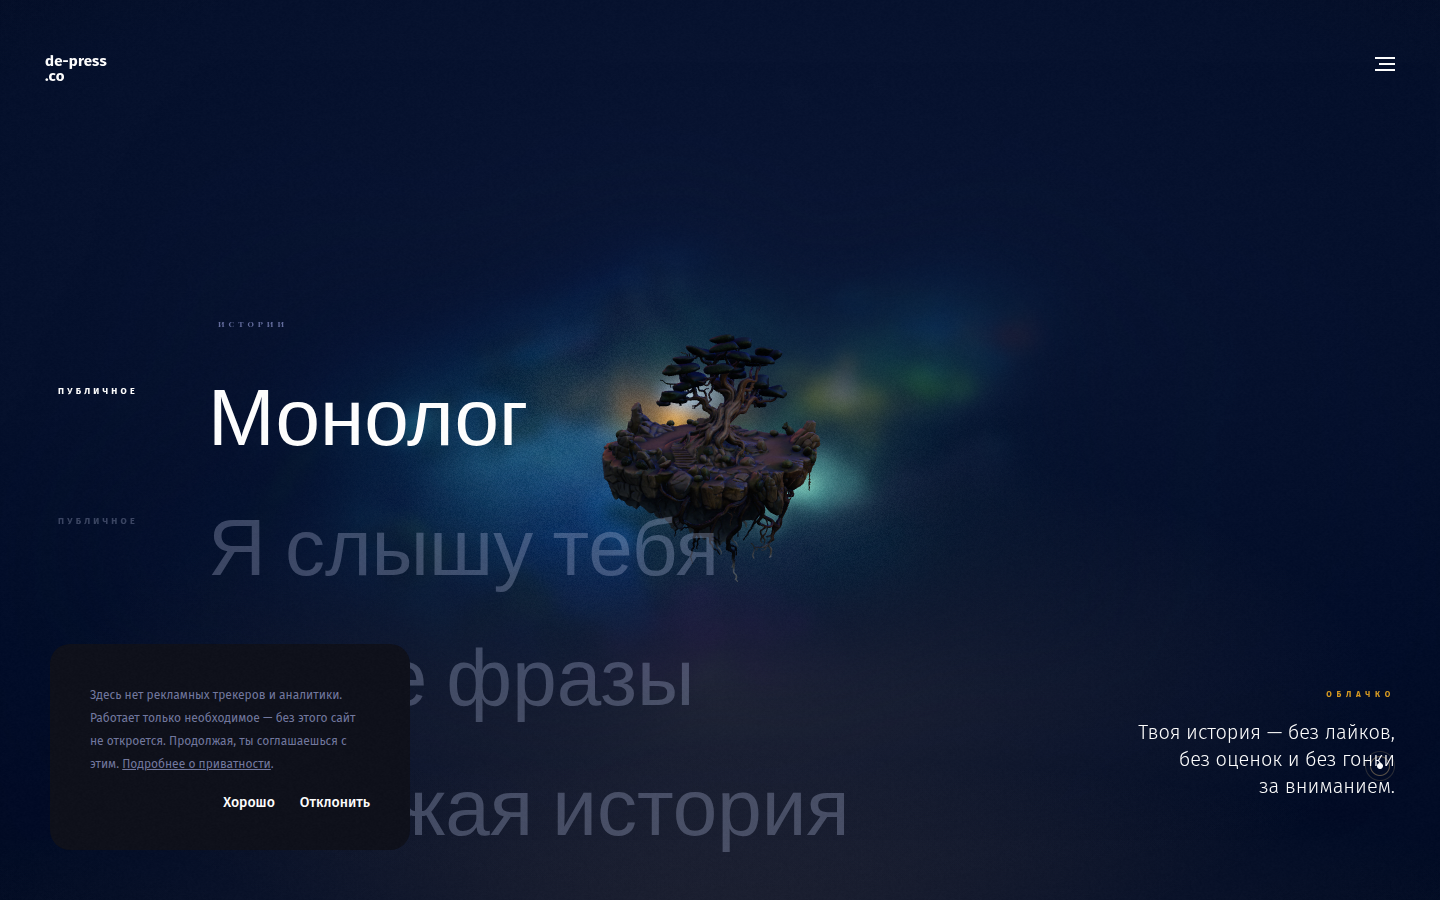 de-press
.co
ИСТОРИИ
ПУБЛИЧНОЕ
Монолог
ПУБЛИЧНОЕ
Я слышу тебя
фразы
история
Здесь нет рекламных трекеров и аналитики.
Работает только необходимое — без этого сайт
не откроется. Продолжая, ты соглашаешься с
этим. Подробнее о приватности.
Хорошо Отклонить
ОБЛАЧКО
Твоя история — без лайков,
без оценок и без гонки
за вниманием.